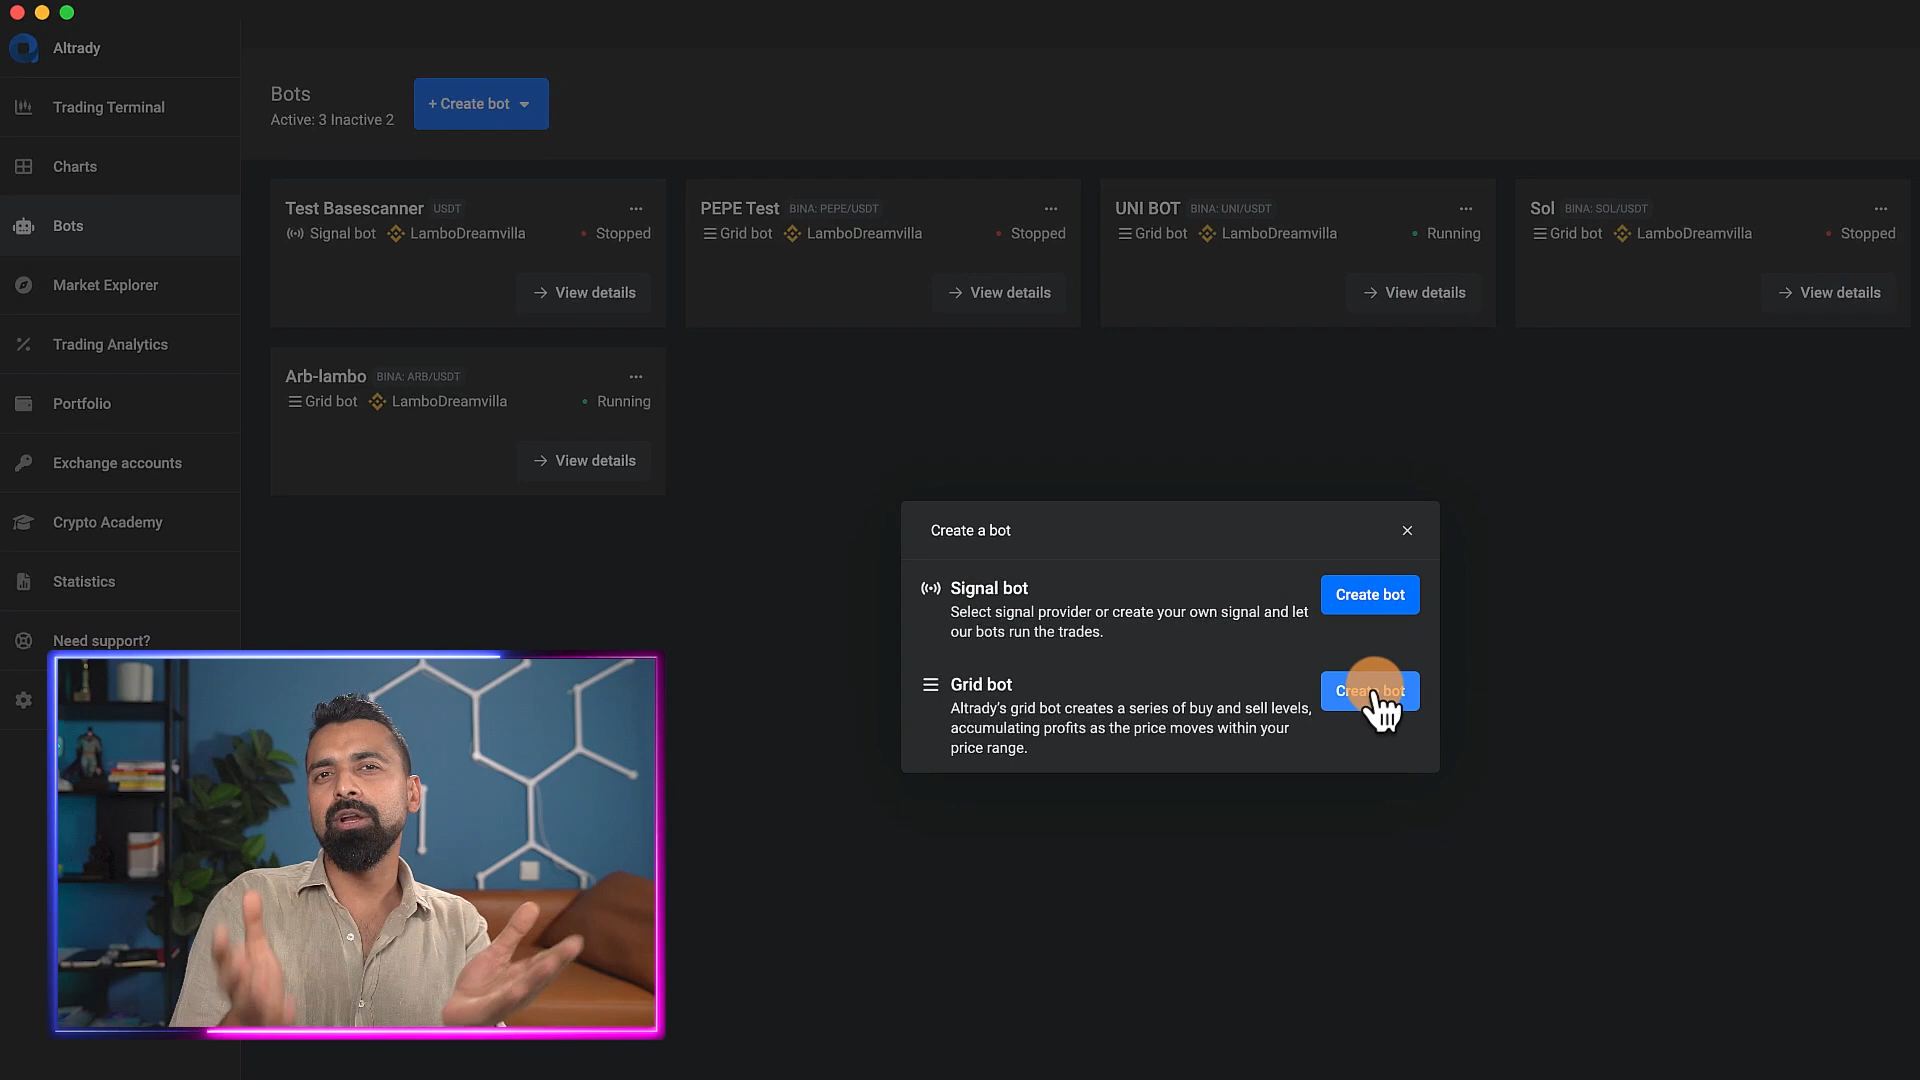 Altrady
Trading Terminal
Charts
Bots
Market Explorer
Trading Analytics
Portfolio
Exchange accounts
Crypto Academy
Statistics
Need support?
Bots
Active: 3 Inactive 2
+ Create bot
Test Basescanner USDT
Signal bot LamboDreamvilla Stopped
View details
PEPE Test BINA: PEPE/USDT
Grid bot LamboDreamvilla Stopped
View details
UNI BOT BINA: UNI/USDT
Grid bot LamboDreamvilla Running
View details
Sol BINA: SOL/USDT
Grid bot LamboDreamvilla Stopped
View details
Arb-lambo BINA: ARB/USDT
Grid bot LamboDreamvilla Running
View details
Create a bot
Signal bot
Select signal provider or create your own signal and let
our bots run the trades.
Create bot
Grid bot
Altrady's grid bot creates a series of buy and sell levels,
accumulating profits as the price moves within your
price range.
Create bot